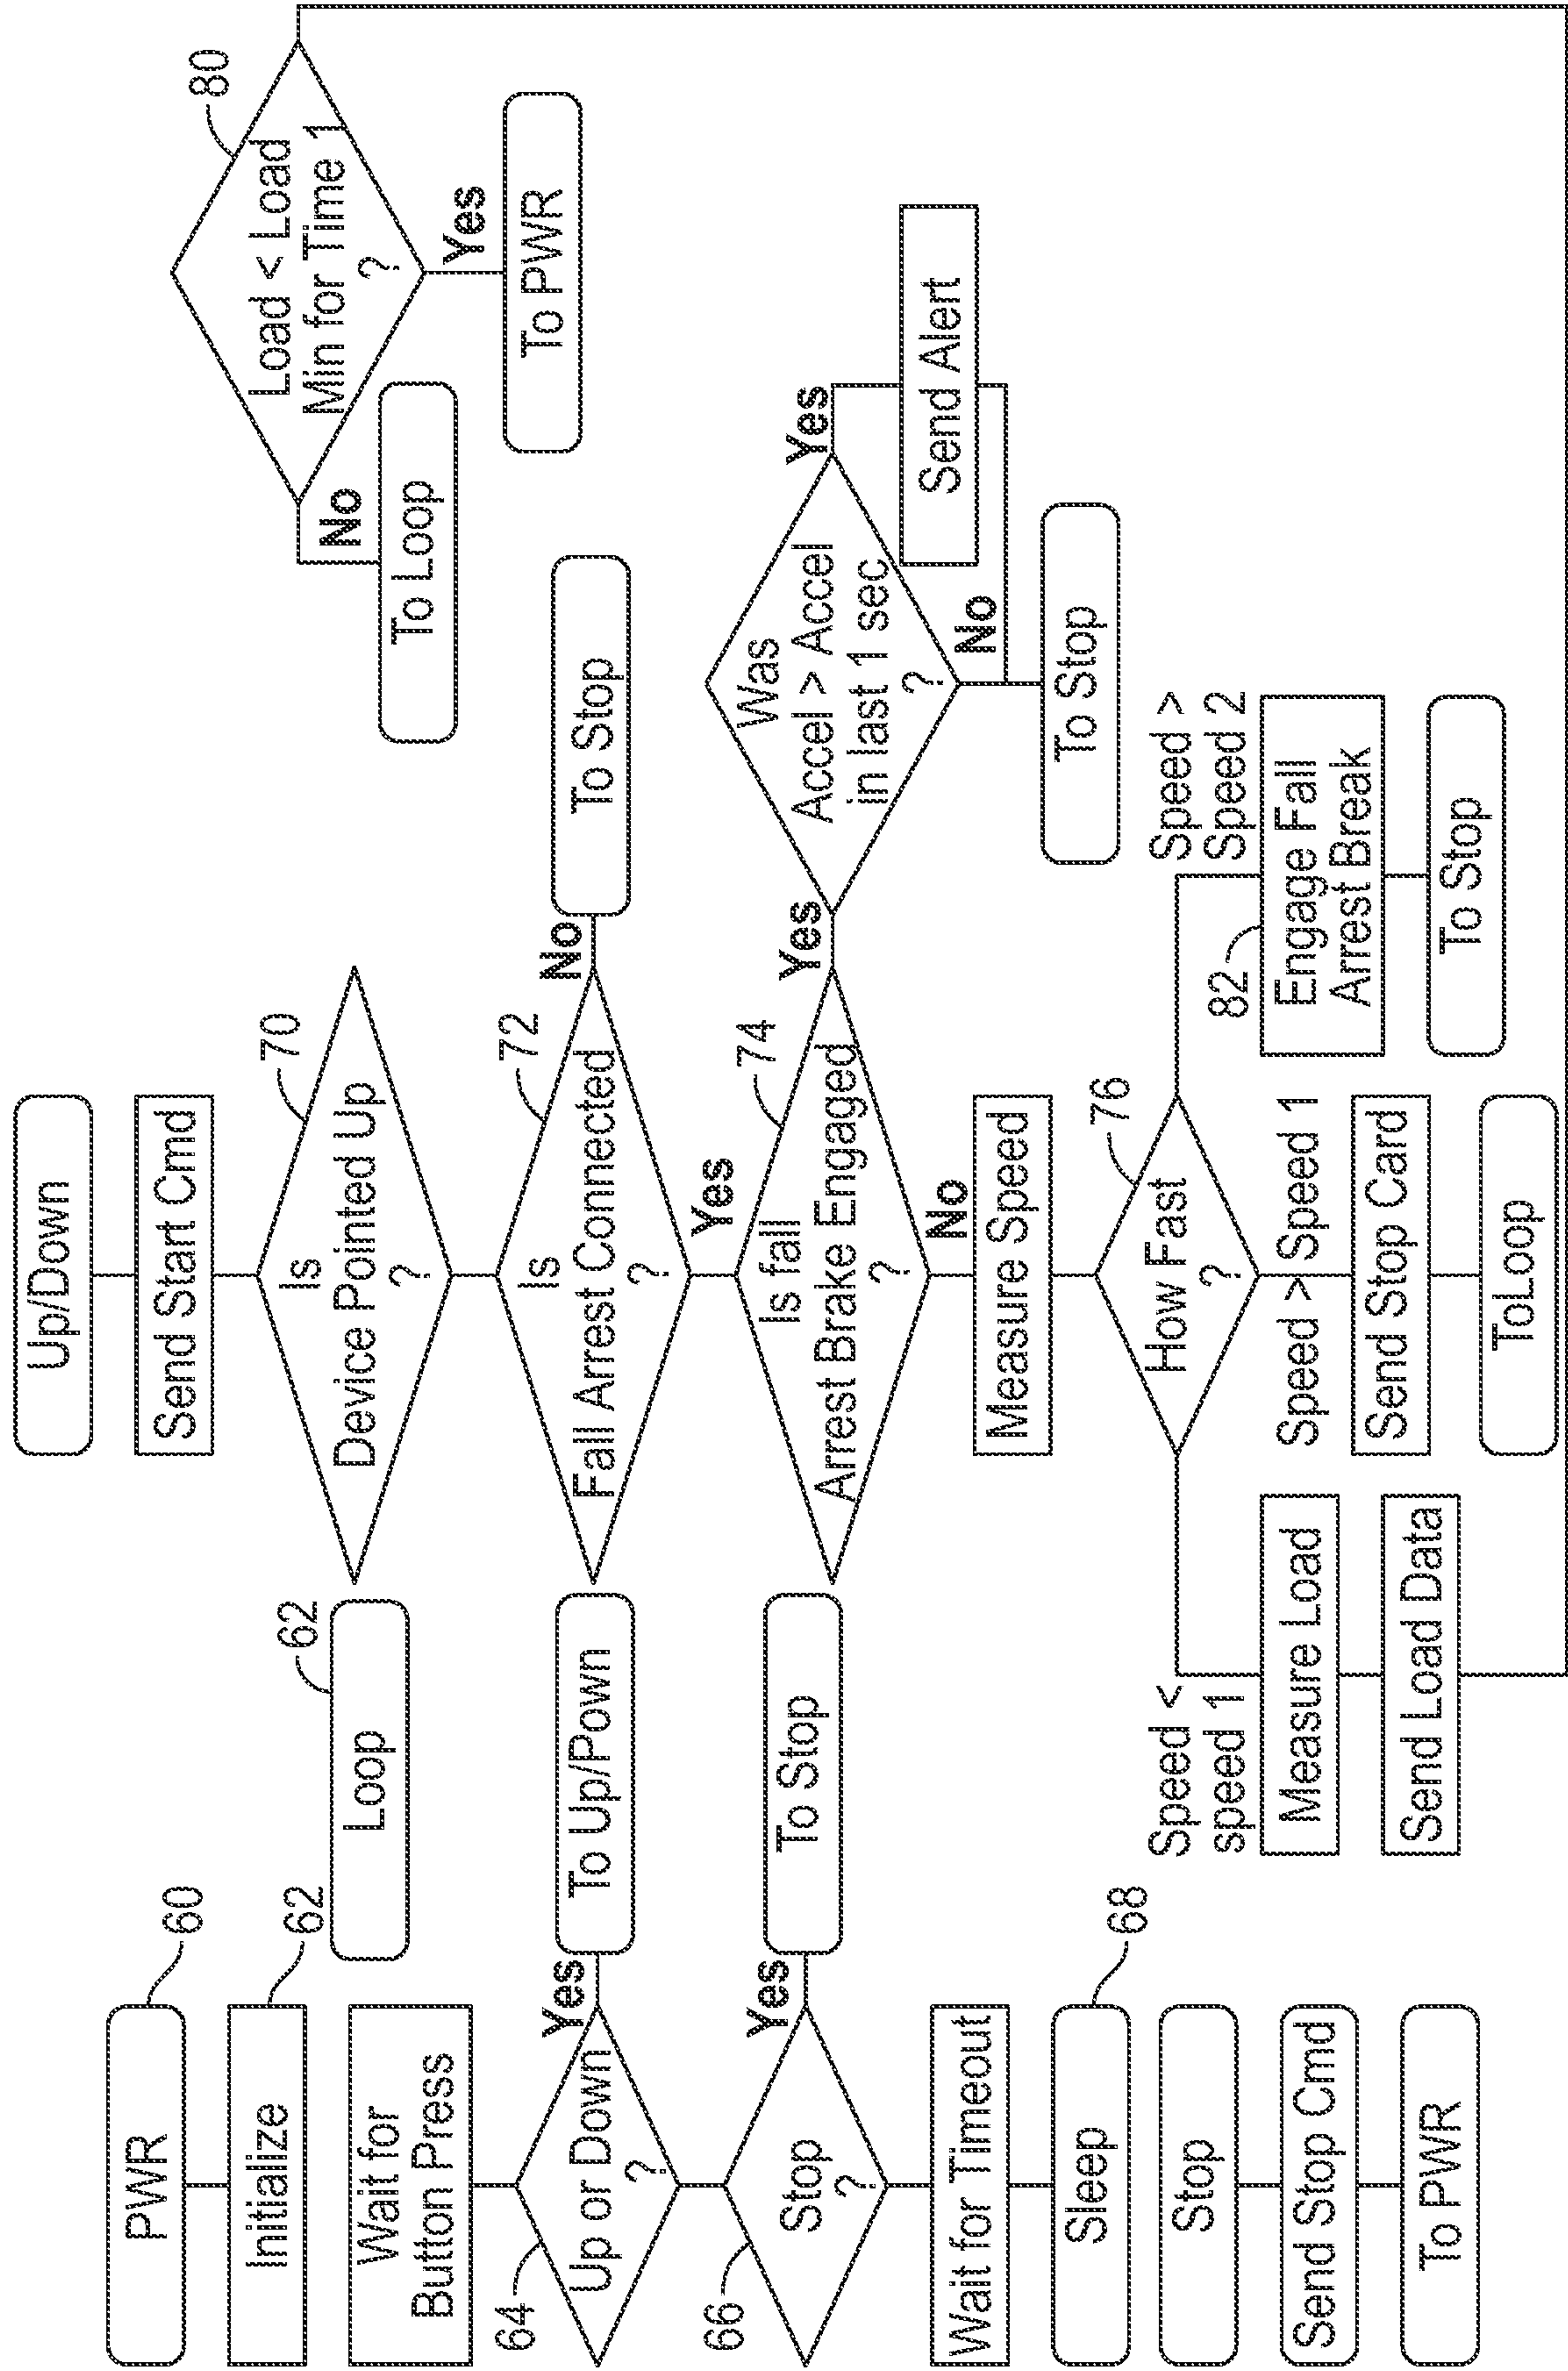 PWR
60
Initialize
62
Wait for
Button Press
64
Up or Down
?
Yes
To Up/Pown
66
Stop
?
Yes
To Stop
Wait for Timeout
Sleep
68
Stop
Send Stop Cmd
To PWR
Loop
62
Up/Down
Send Start Cmd
70
Is
Device Pointed Up
?
72
Is
Fall Arrest Connected
?
No
To Stop
Yes
74
Is fall
Arrest Brake Engaged
?
Yes
Was
Accel > Accel
in last 1 sec
?
Yes
Send Alert
No
To Stop
No
Measure Speed
76
How Fast
?
Speed <
speed 1
Measure Load
Send Load Data
Speed > Speed 1
Send Stop Card
ToLoop
Speed >
Speed 2
82
Engage Fall
Arrest Break
To Stop
80
Load < Load
Min for Time 1
?
No
To Loop
Yes
To PWR